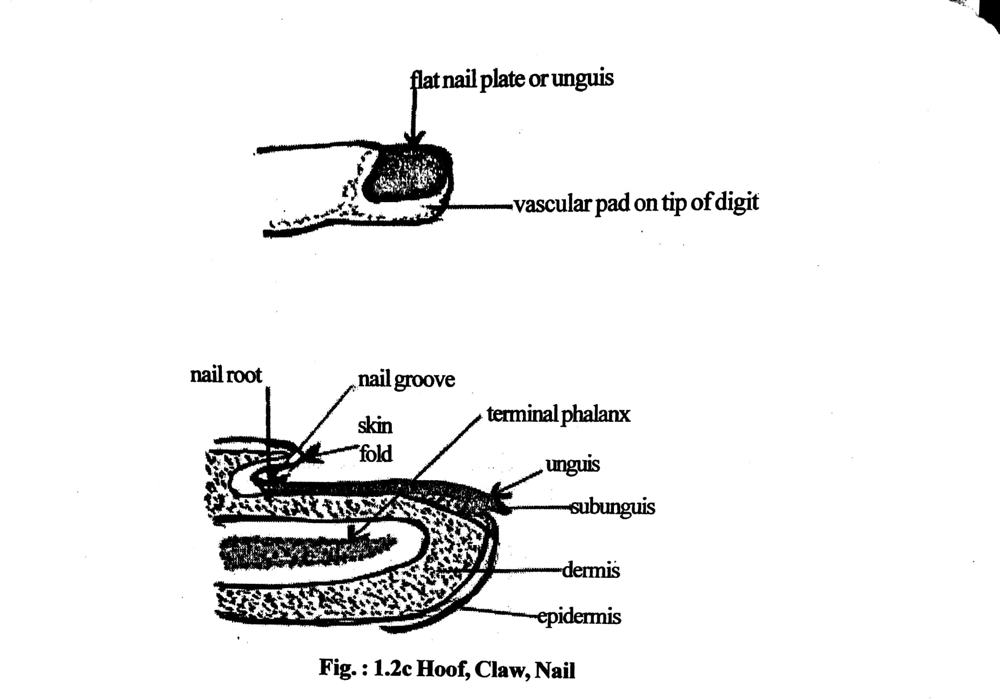 flat nail plate or unguis
vascular pad on tip of digit
nail root
nail groove
skin
fold
terminal phalanx
unguis
subunguis
dermis
epidermis
Fig. : 1.2c Hoof, Claw, Nail